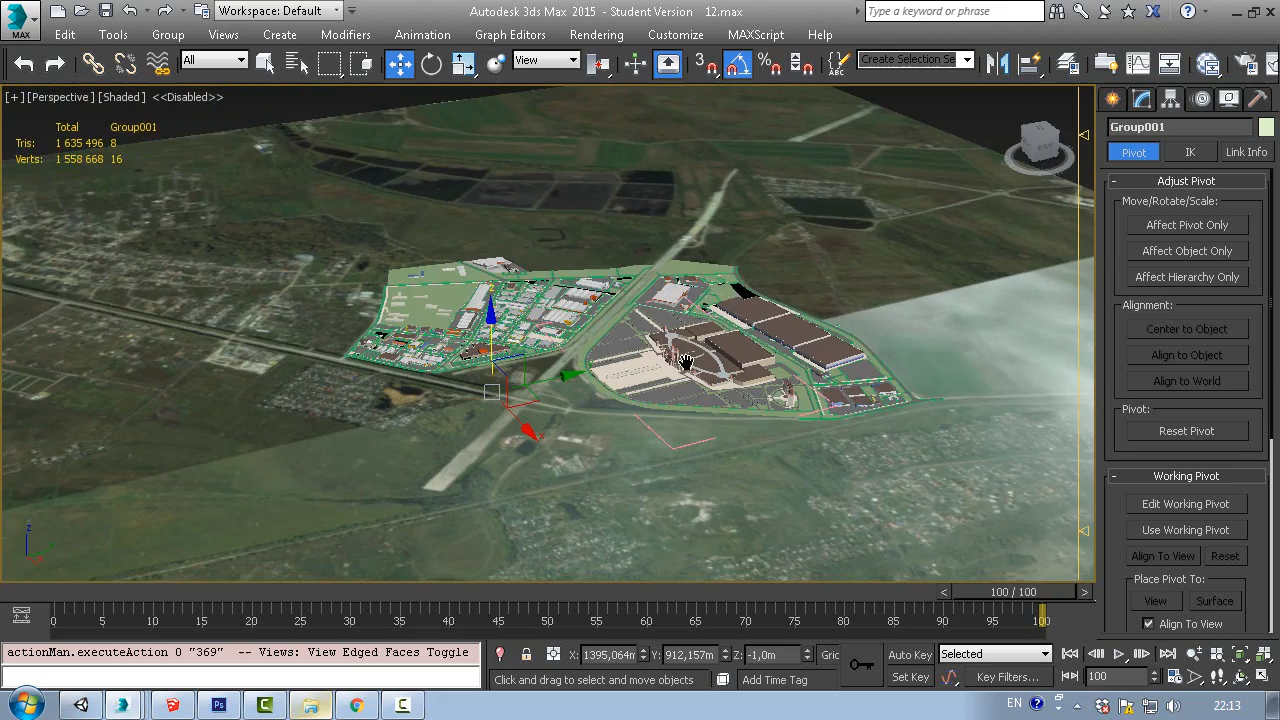 Workspace: Default
Autodesk 3ds Max 2015 - Student Version 12.max
Type a keyword or phrase
MAX
Edit Tools Group Views Create Modifiers Animation Graph Editors Rendering Customize MAXScript Help
All
View
3
%
ABC
Create Selection Se
[+] [Perspective] [Shaded] <<Disabled>>
Total Group001
Tris: 1 635 496 8
Verts: 1 558 668 16
Group001
Pivot IK Link Info
- Adjust Pivot
Move/Rotate/Scale:
Affect Pivot Only
Affect Object Only
Affect Hierarchy Only
Alignment:
Center to Object
Align to Object
Align to World
Pivot:
Reset Pivot
- Working Pivot
Edit Working Pivot
Use Working Pivot
Align To View Reset
Place Pivot To:
View Surface
Align To View
x
z
< 100 / 100 >
0 5 10 15 20 25 30 35 40 45 50 55 60 65 70 75 80 85 90 95 100
actionMan.executeAction 0 "369" -- Views: View Edged Faces Toggle
X: 1395,064m Y: 912,157m Z: -1,0m Gric
Auto Key Selected
Click and drag to select and move objects
Add Time Tag
Set Key Key Filters... 100
EN 22:13
Ps